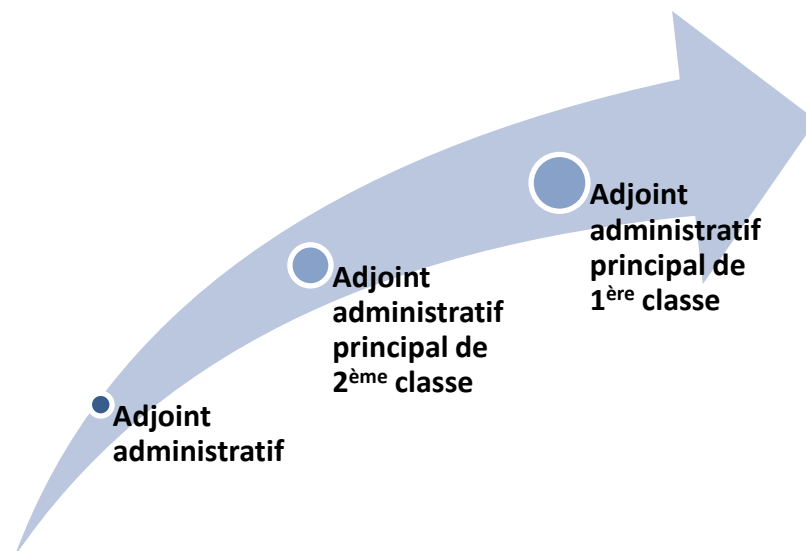 Adjoint
administratif
Adjoint
administratif
principal de
2ème classe
Adjoint
administratif
principal de
1ère classe